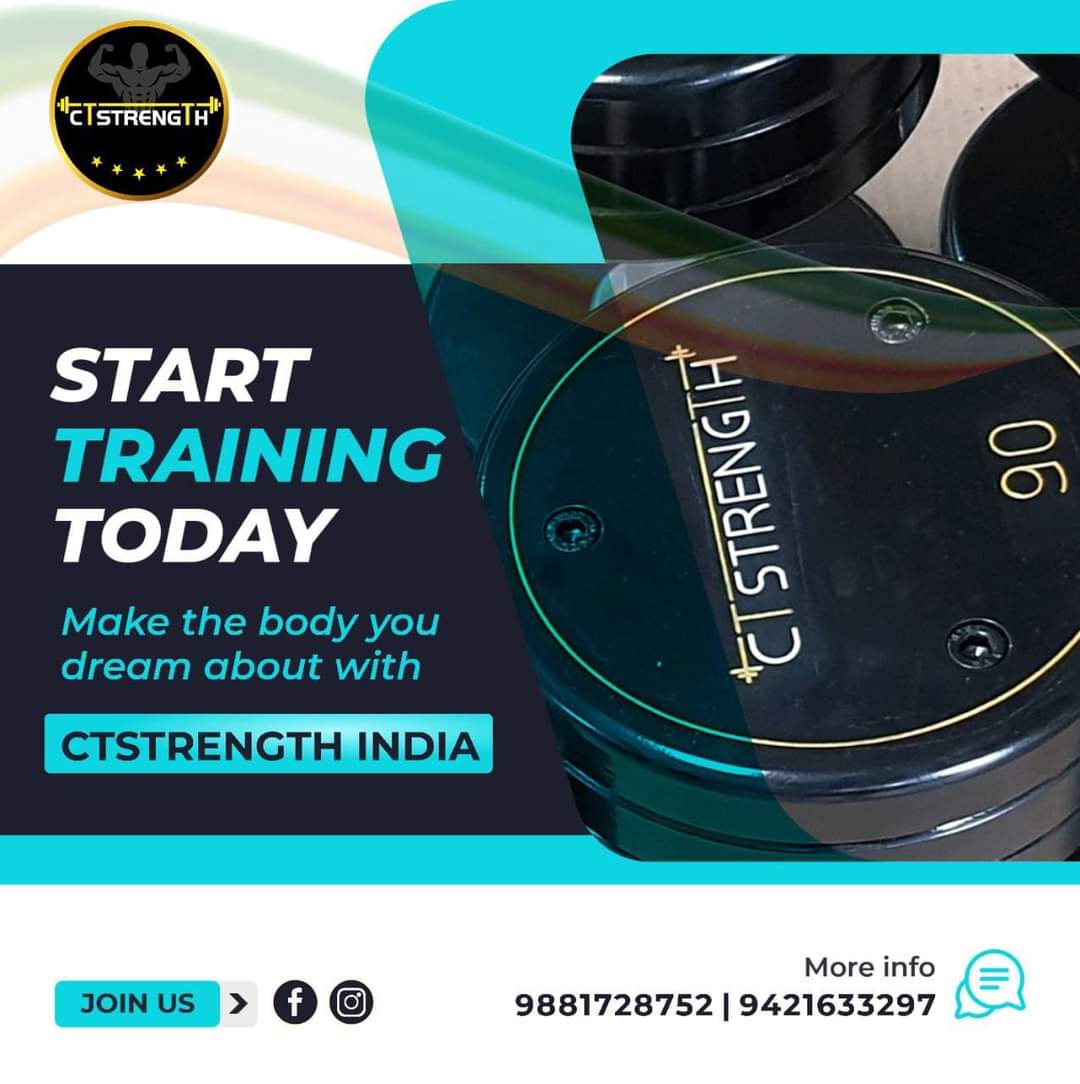 CTSTRENGTH
START
TRAINING
TODAY
Make the body you
dream about with
CTSTRENGTH INDIA
CTSTRENGTH
90
JOIN US
More info
9881728752 | 9421633297